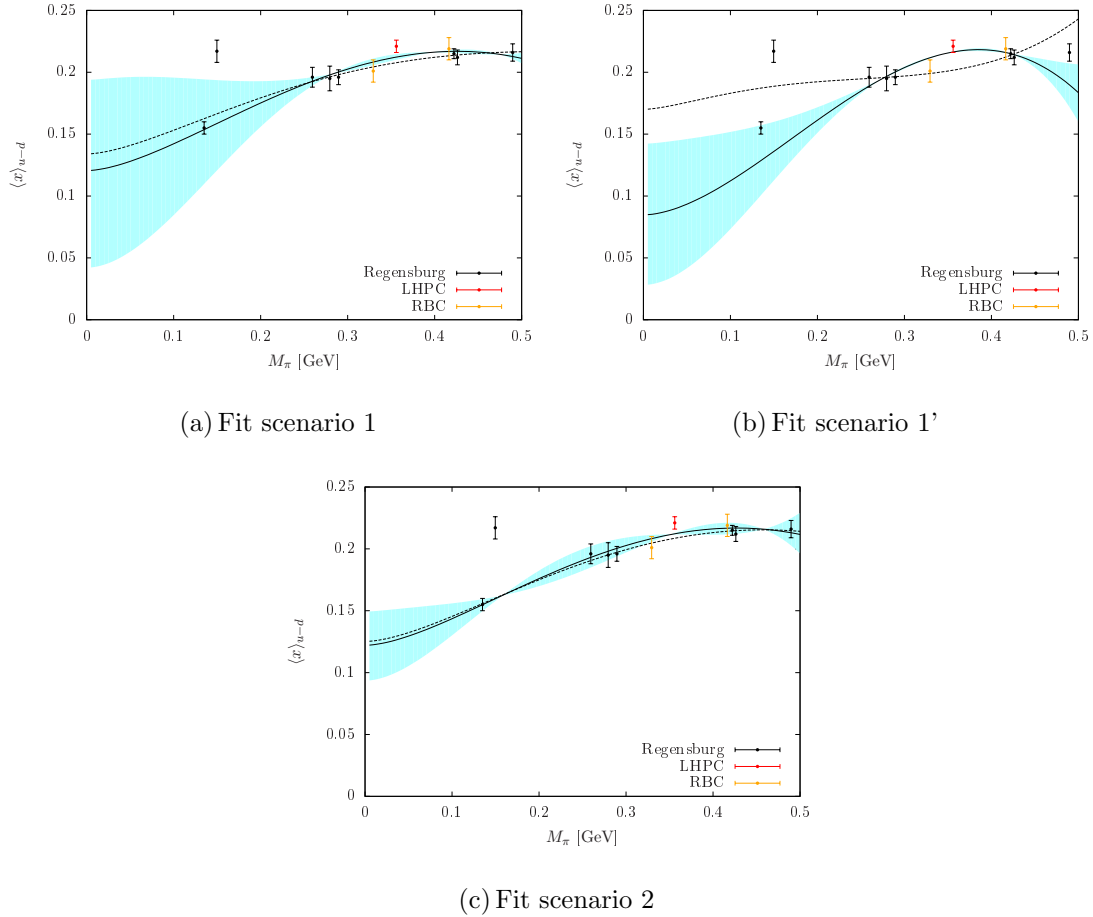 0.25
0.2
0.15
0.1
0.05
0
⟨x⟩u−d
Regensburg
LHPC
RBC
0 0.1 0.2 0.3 0.4 0.5
Mπ [GeV]
(a) Fit scenario 1
0.25
0.2
0.15
0.1
0.05
0
⟨x⟩u−d
Regensburg
LHPC
RBC
0 0.1 0.2 0.3 0.4 0.5
Mπ [GeV]
(b) Fit scenario 1’
0.25
0.2
0.15
0.1
0.05
0
⟨x⟩u−d
Regensburg
LHPC
RBC
0 0.1 0.2 0.3 0.4 0.5
Mπ [GeV]
(c) Fit scenario 2